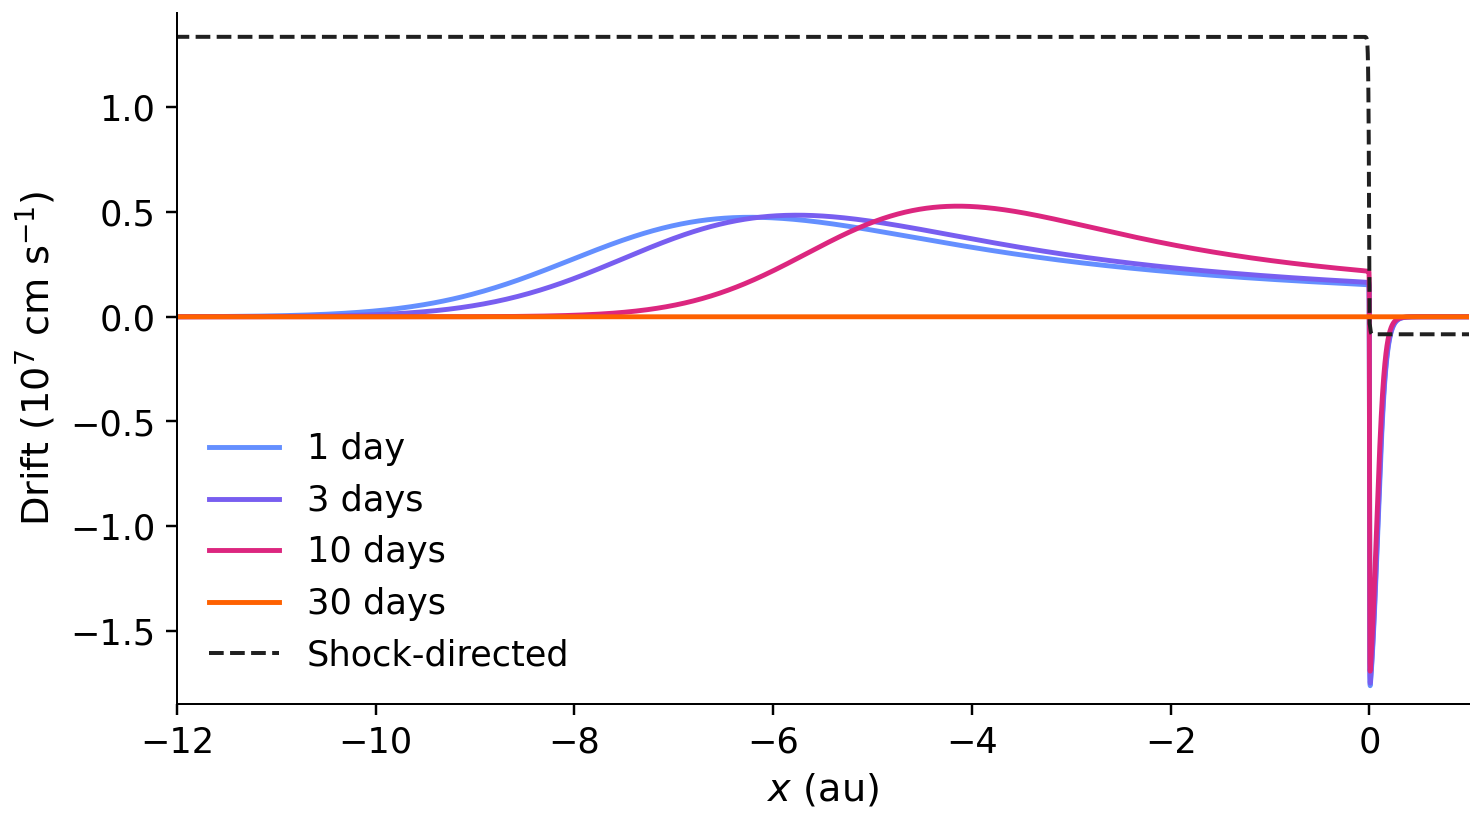 1.0
0.5
0.0
−0.5
−1.0
−1.5
Drift (10⁷ cm s⁻¹)
1 day
3 days
10 days
30 days
Shock-directed
−12 −10 −8 −6 −4 −2 0
x (au)